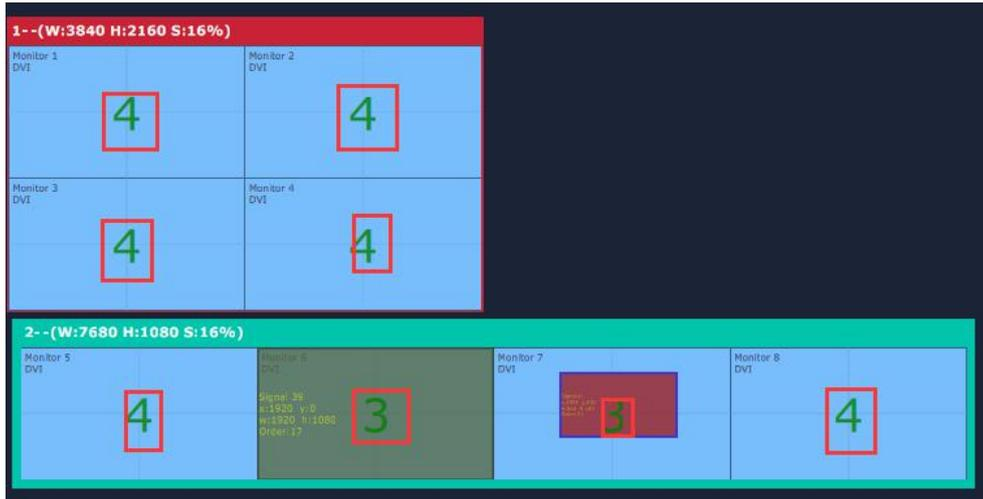 1--(W:3840 H:2160 S:16%)
Monitor 1
DVI
4
Monitor 2
DVI
4
Monitor 3
DVI
4
Monitor 4
DVI
4
2--(W:7680 H:1080 S:16%)
Monitor 5
DVI
4
Monitor 6
DVI
Signal 39
x:1920 y:0
w:1920 h:1080
Order:17
3
Monitor 7
DVI
3
Monitor 8
DVI
4